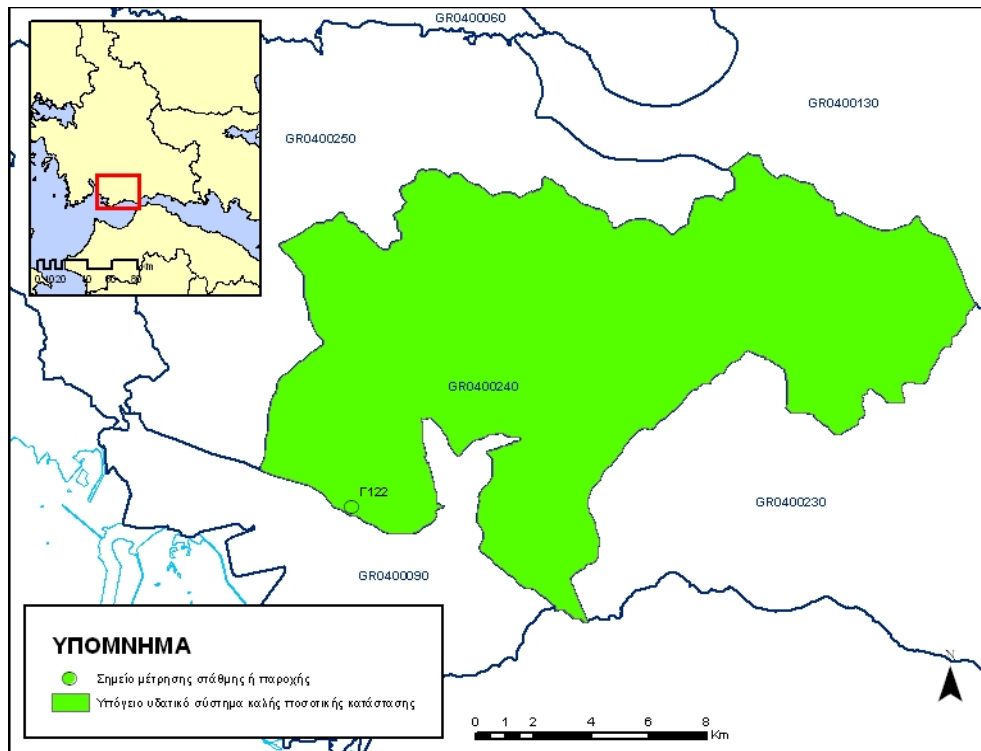 GR0400060
GR0400130
GR0400250
GR0400240
Γ122
GR0400230
GR0400090
ΥΠΟΜΝΗΜΑ
Σημείο μέτρησης στάθμης ή παροχής
Υπόγειο υδατικό σύστημα καλής ποσοτικής κατάστασης
N
0 1 2 4 6 8
Km